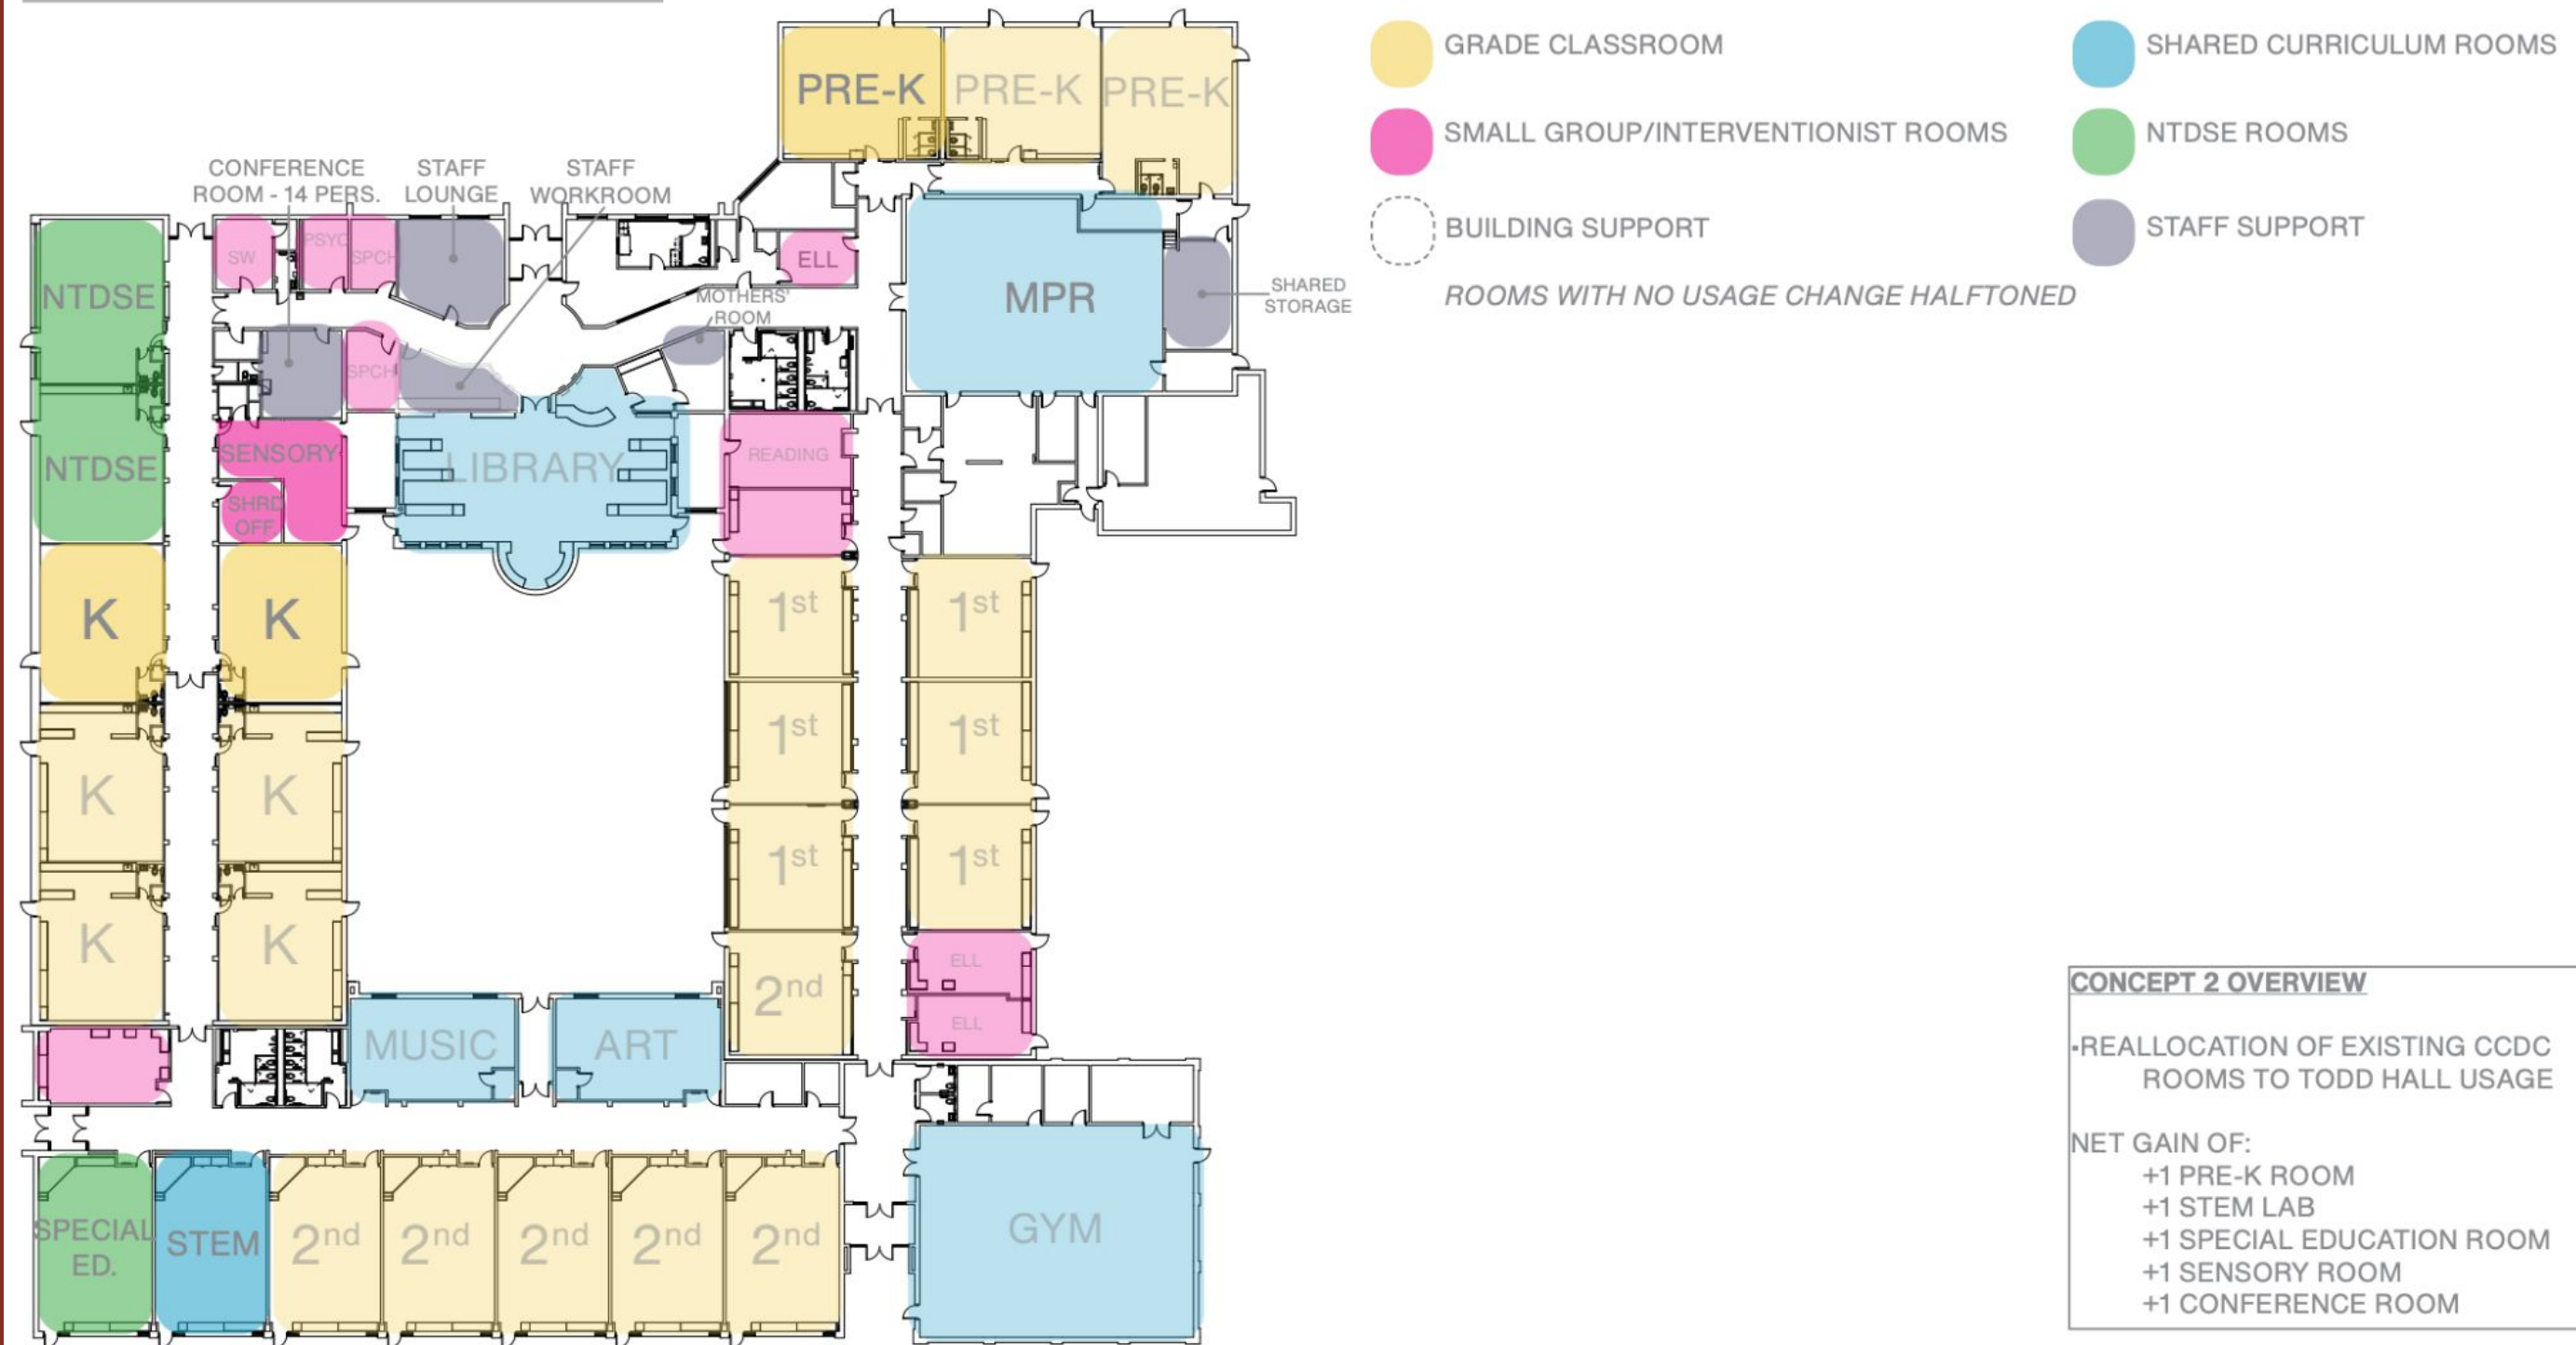 PRE-K
PRE-K
PRE-K
GRADE CLASSROOM
SMALL GROUP/INTERVENTIONIST ROOMS
BUILDING SUPPORT
ROOMS WITH NO USAGE CHANGE HALFTONED
SHARED CURRICULUM ROOMS
NTDSE ROOMS
STAFF SUPPORT
CONFERENCE
ROOM - 14 PERS.
STAFF
LOUNGE
STAFF
WORKROOM
NTDSE
SW
PSYC
SPCH
ELL
MOTHERS'
ROOM
MPR
SHARED
STORAGE
SPCH
NTDSE
SENSORY
SHRD
OFF.
LIBRARY
READING
K
K
1st
1st
1st
1st
K
K
1st
1st
K
K
2nd
ELL
ELL
MUSIC
ART
SPECIAL
ED.
STEM
2nd
2nd
2nd
2nd
2nd
GYM
CONCEPT 2 OVERVIEW
-REALLOCATION OF EXISTING CCDC
ROOMS TO TODD HALL USAGE
NET GAIN OF:
+1 PRE-K ROOM
+1 STEM LAB
+1 SPECIAL EDUCATION ROOM
+1 SENSORY ROOM
+1 CONFERENCE ROOM